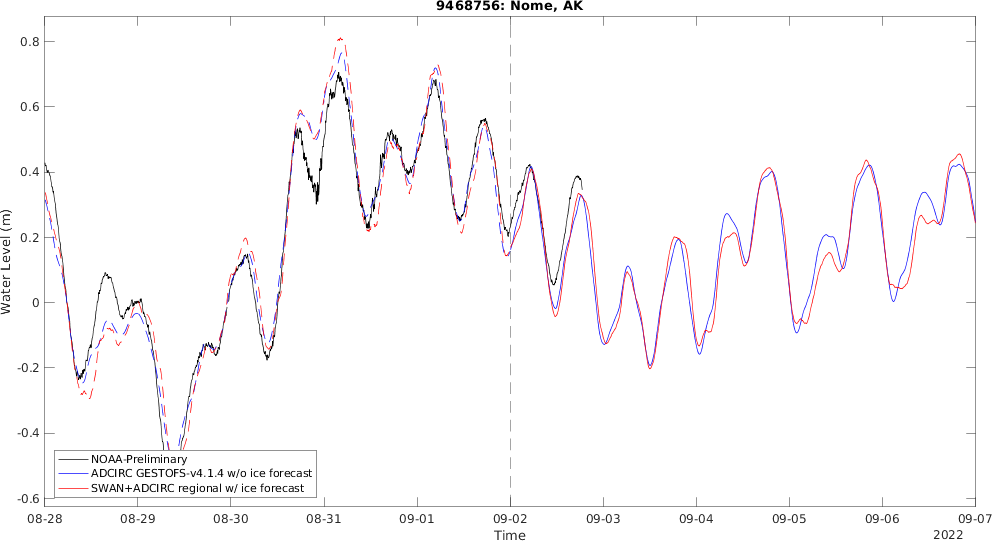 9468756: Nome, AK
Water Level (m)
0.8
0.6
0.4
0.2
0
-0.2
-0.4
-0.6
NOAA-Preliminary
ADCIRC GESTOFS-v4.1.4 w/o ice forecast
SWAN+ADCIRC regional w/ ice forecast
08-28 08-29 08-30 08-31 09-01 09-02 09-03 09-04 09-05 09-06 09-07
Time
2022